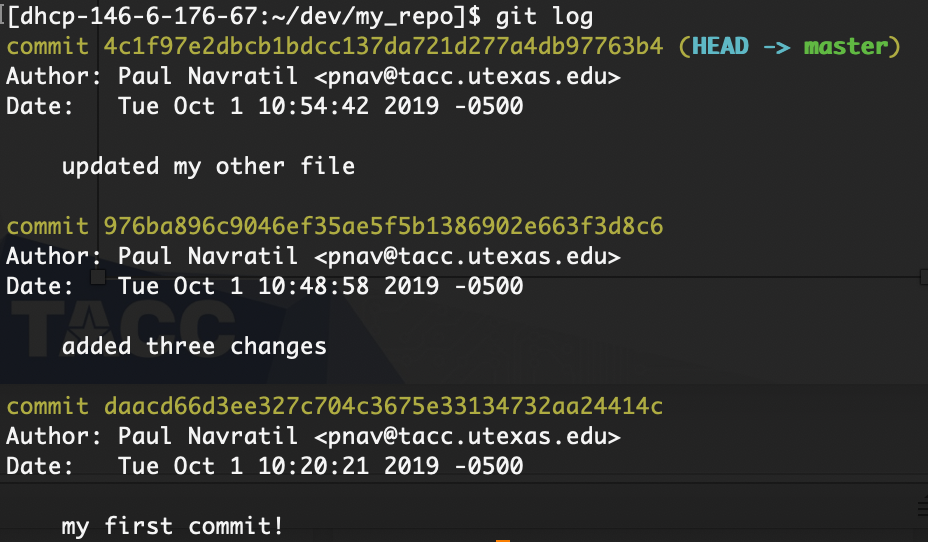 [dhcp-146-6-176-67:~/dev/my_repo]$ git log
commit 4c1f97e2dbcb1bdcc137da721d277a4db97763b4 (HEAD -> master)
Author: Paul Navratil <pnav@tacc.utexas.edu>
Date:   Tue Oct 1 10:54:42 2019 -0500
updated my other file
commit 976ba896c9046ef35ae5f5b1386902e663f3d8c6
Author: Paul Navratil <pnav@tacc.utexas.edu>
Date:   Tue Oct 1 10:48:58 2019 -0500
TACC
added three changes
commit daacd66d3ee327c704c3675e33134732aa24414c
Author: Paul Navratil <pnav@tacc.utexas.edu>
Date:   Tue Oct 1 10:20:21 2019 -0500
my first commit!